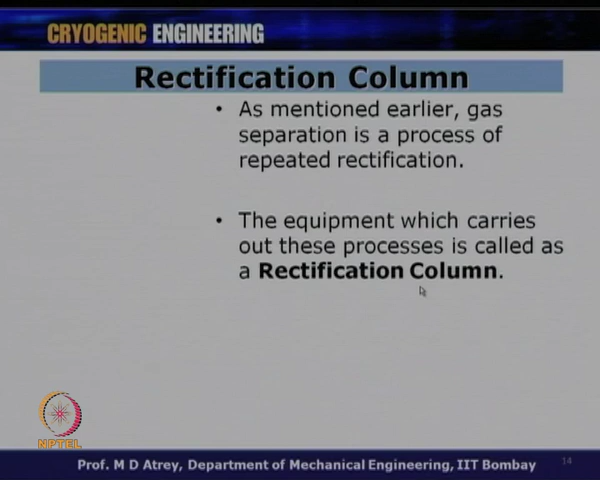 CRYOGENIC ENGINEERING
Rectification Column
• As mentioned earlier, gas
separation is a process of
repeated rectification.
• The equipment which carries
out these processes is called as
a Rectification Column.
NPTEL
Prof. M D Atrey, Department of Mechanical Engineering, IIT Bombay
14